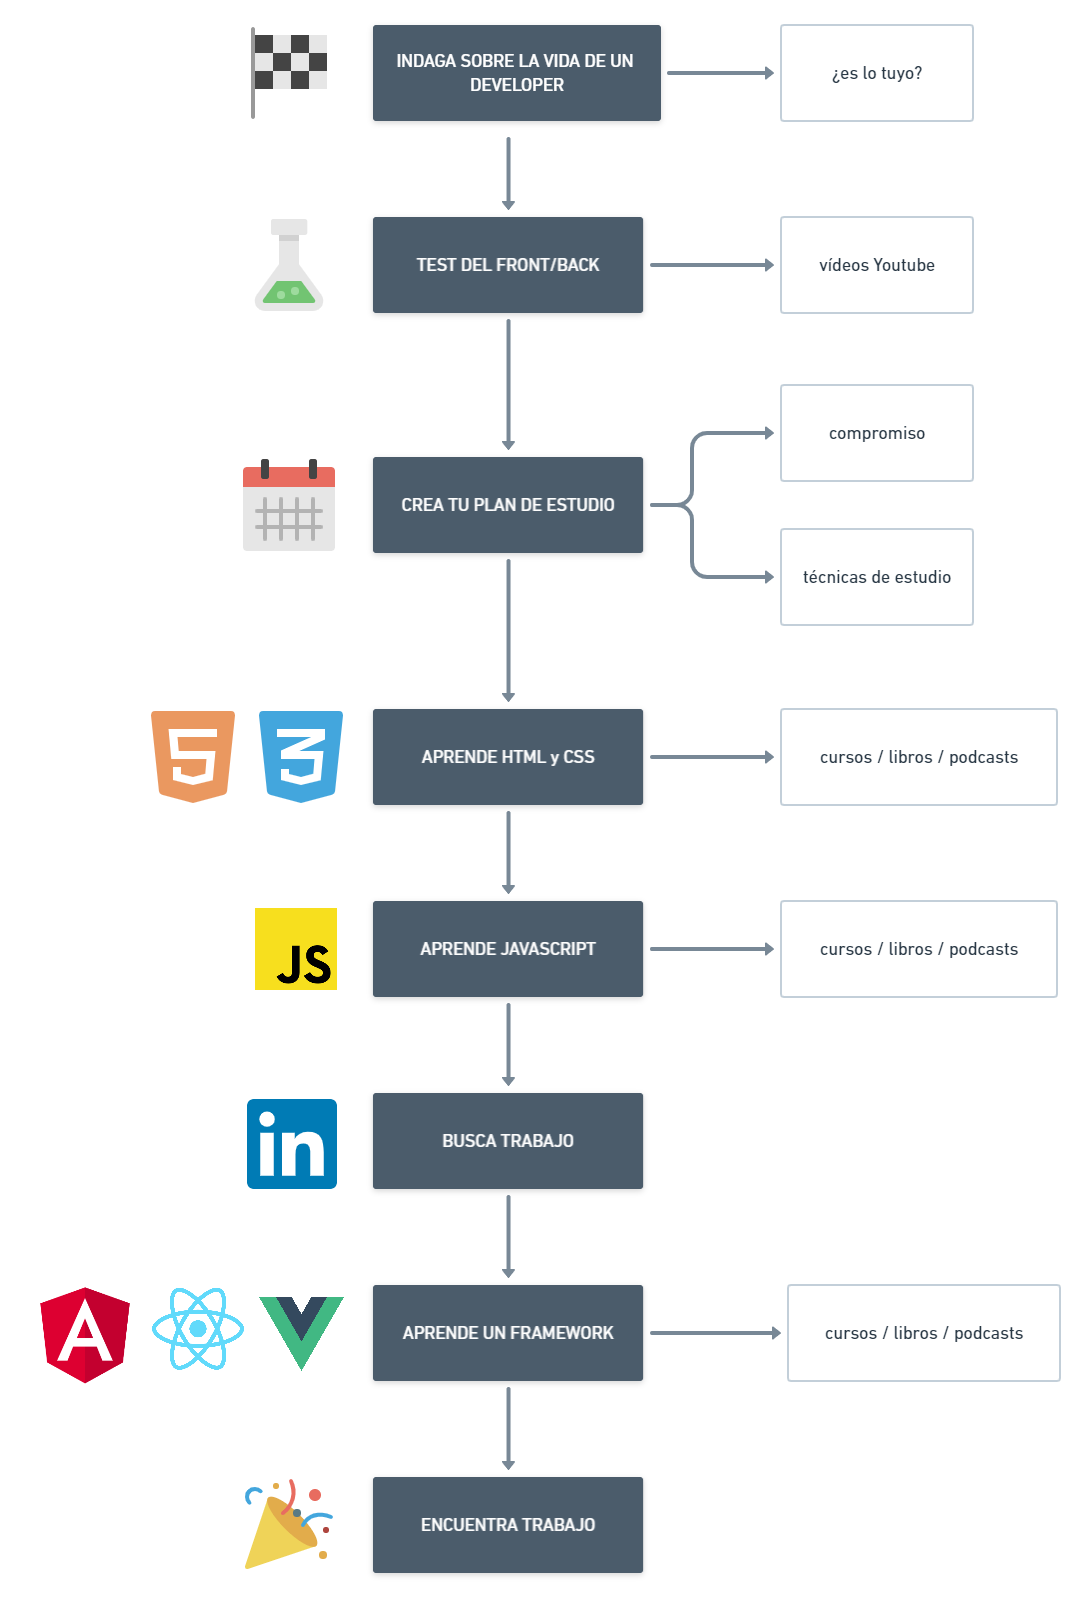 INDAGA SOBRE LA VIDA DE UN
DEVELOPER
¿es lo tuyo?
TEST DEL FRONT/BACK
vídeos Youtube
compromiso
CREA TU PLAN DE ESTUDIO
técnicas de estudio
APRENDE HTML y CSS
cursos / libros / podcasts
JS
APRENDE JAVASCRIPT
cursos / libros / podcasts
in
BUSCA TRABAJO
A
APRENDE UN FRAMEWORK
cursos / libros / podcasts
ENCUENTRA TRABAJO